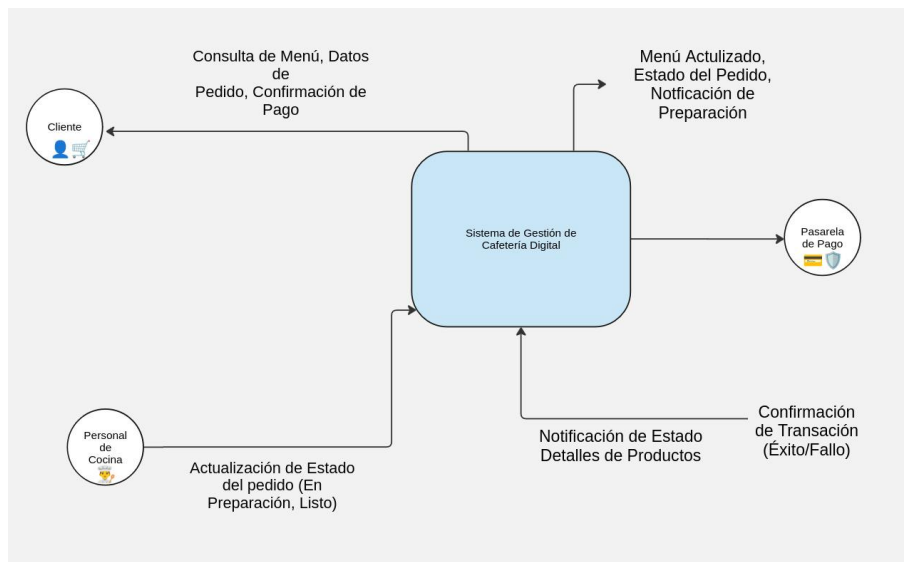 Consulta de Menú, Datos
de
Pedido, Confirmación de
Pago
Menú Actulizado,
Estado del Pedido,
Notficación de
Preparación
Cliente
Sistema de Gestión de
Cafetería Digital
Pasarela
de Pago
Personal
de
Cocina
Actualización de Estado
del pedido (En
Preparación, Listo)
Notificación de Estado
Detalles de Productos
Confirmación
de Transación
(Éxito/Fallo)